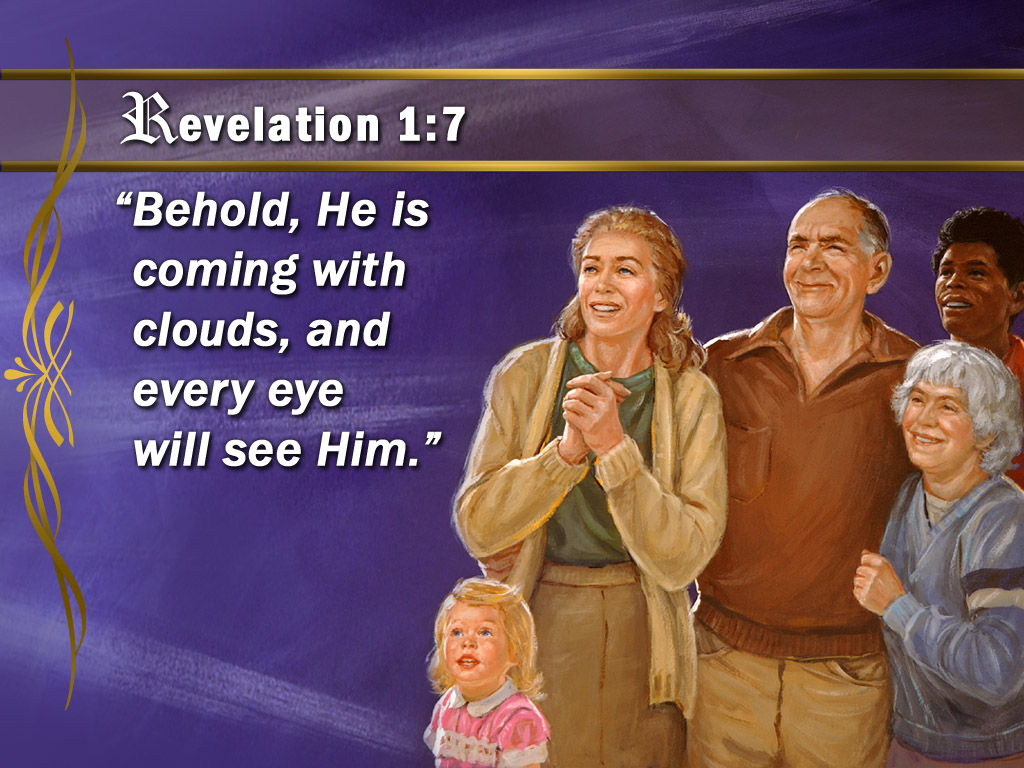 Revelation 1:7
“Behold, He is
coming with
clouds, and
every eye
will see Him.”